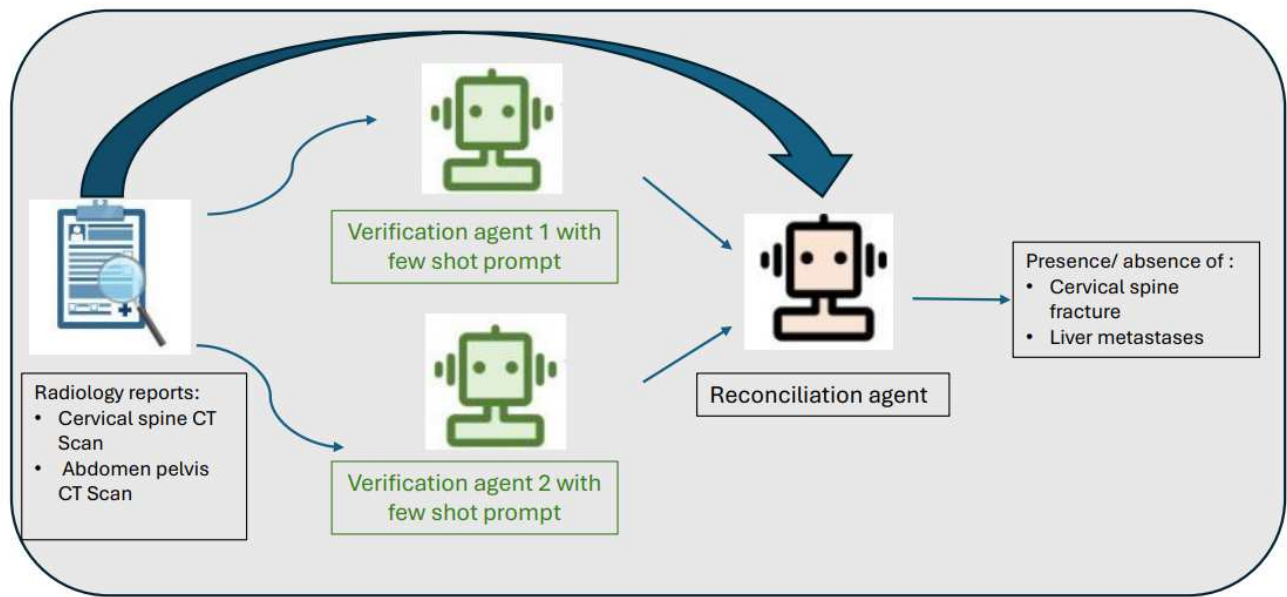 Verification agent 1 with
few shot prompt
Radiology reports:
• Cervical spine CT
Scan
• Abdomen pelvis
CT Scan
Verification agent 2 with
few shot prompt
Reconciliation agent
Presence/ absence of :
• Cervical spine
fracture
• Liver metastases